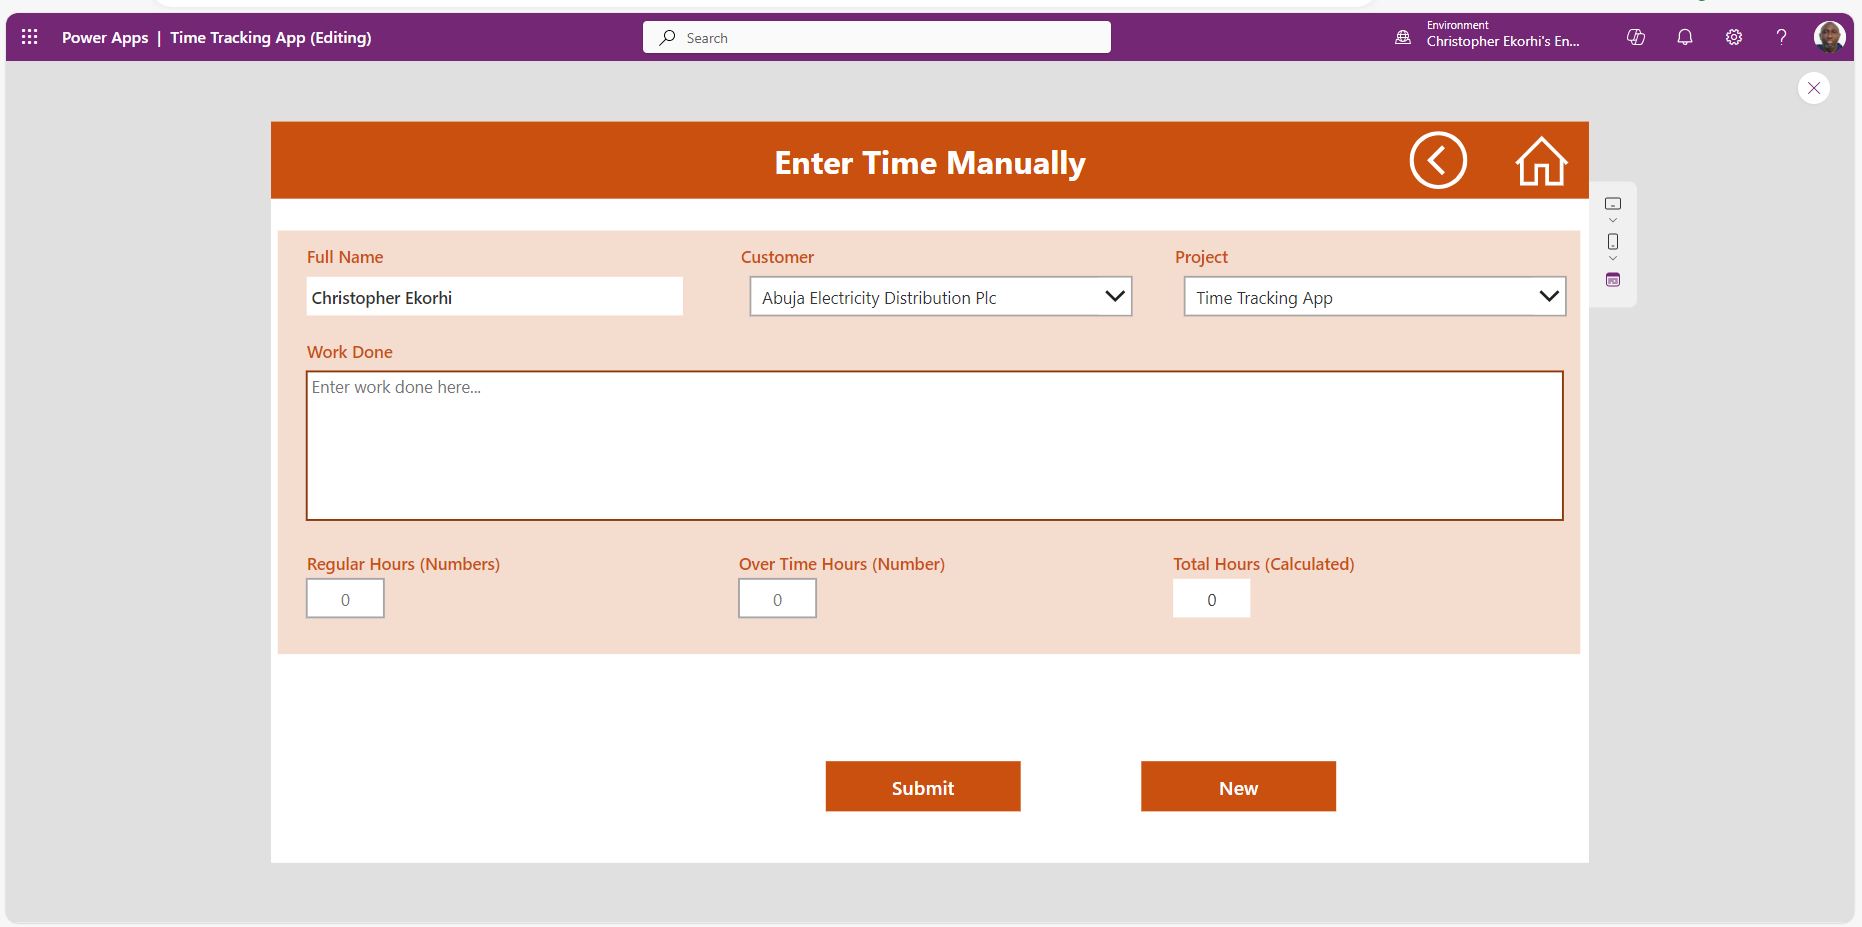 Power Apps | Time Tracking App (Editing)
Search
Environment
Christopher Ekorhi's En...
Enter Time Manually
Full Name
Customer
Project
Christopher Ekorhi
Abuja Electricity Distribution Plc
Time Tracking App
Work Done
Enter work done here...
Regular Hours (Numbers)
Over Time Hours (Number)
Total Hours (Calculated)
0
0
0
Submit
New